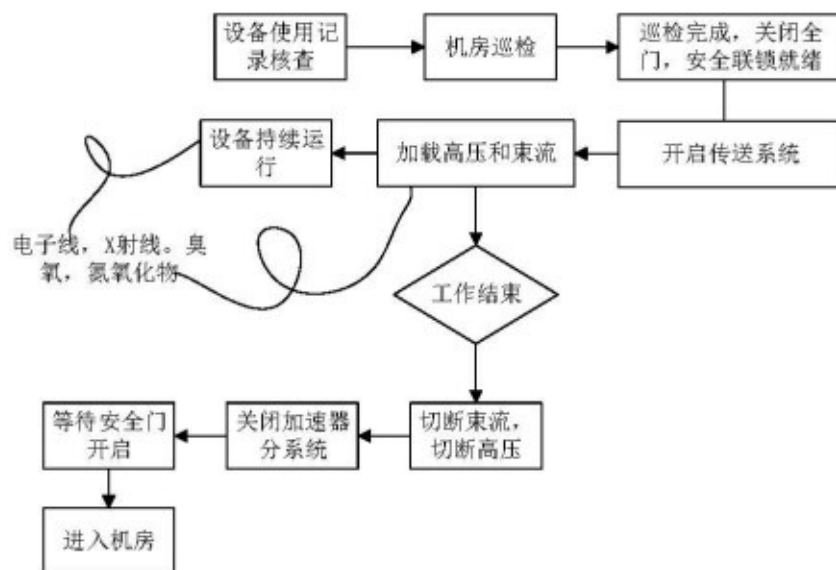 设备使用记
录核查
机房巡检
巡检完成，关闭全
门，安全联锁就绪
设备持续运
行
加载高压和束流
开启传送系统
电子线，X射线。臭
氧，氮氧化物
工作结束
等待安全门
开启
关闭加速器
分系统
切断束流，
切断高压
进入机房